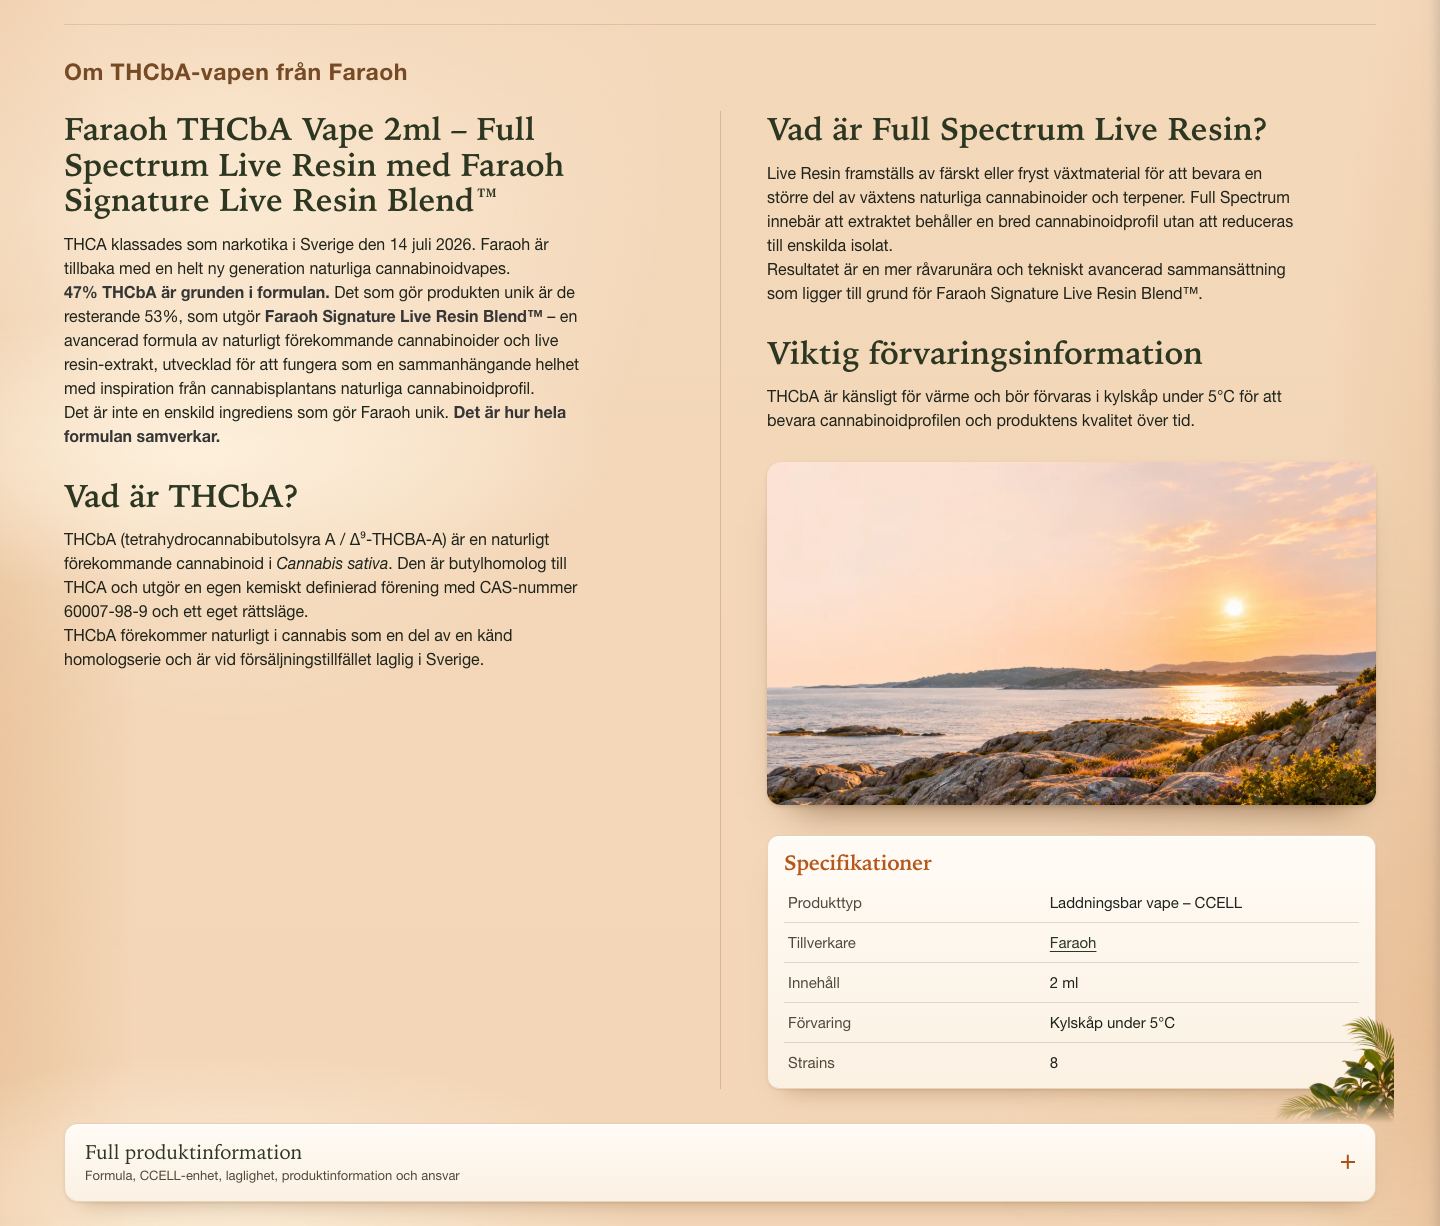 Om THCbA-vapen från Faraoh
Faraoh THCbA Vape 2ml – Full
Spectrum Live Resin med Faraoh
Signature Live Resin Blend™
THCA klassades som narkotika i Sverige den 14 juli 2026. Faraoh är
tillbaka med en helt ny generation naturliga cannabinoidvapes.
47% THCbA är grunden i formulan. Det som gör produkten unik är de
resterande 53%, som utgör Faraoh Signature Live Resin Blend™ – en
avancerad formula av naturligt förekommande cannabinoider och live
resin-extrakt, utvecklad för att fungera som en sammanhängande helhet
med inspiration från cannabisplantans naturliga cannabinoidprofil.
Det är inte en enskild ingrediens som gör Faraoh unik. Det är hur hela
formulan samverkar.
Vad är THCbA?
THCbA (tetrahydrocannabibutolsyra A / Δ⁹-THCBA-A) är en naturligt
förekommande cannabinoid i Cannabis sativa. Den är butylhomolog till
THCA och utgör en egen kemiskt definierad förening med CAS-nummer
60007-98-9 och ett eget rättsläge.
THCbA förekommer naturligt i cannabis som en del av en känd
homologserie och är vid försäljningstillfället laglig i Sverige.
Vad är Full Spectrum Live Resin?
Live Resin framställs av färskt eller fryst växtmaterial för att bevara en
större del av växtens naturliga cannabinoider och terpener. Full Spectrum
innebär att extraktet behåller en bred cannabinoidprofil utan att reduceras
till enskilda isolat.
Resultatet är en mer råvarunära och tekniskt avancerad sammansättning
som ligger till grund för Faraoh Signature Live Resin Blend™.
Viktig förvaringsinformation
THCbA är känsligt för värme och bör förvaras i kylskåp under 5°C för att
bevara cannabinoidprofilen och produktens kvalitet över tid.
Specifikationer
Produkttyp Laddningsbar vape – CCELL
Tillverkare Faraoh
Innehåll 2 ml
Förvaring Kylskåp under 5°C
Strains 8
Full produktinformation
Formula, CCELL-enhet, laglighet, produktinformation och ansvar
+